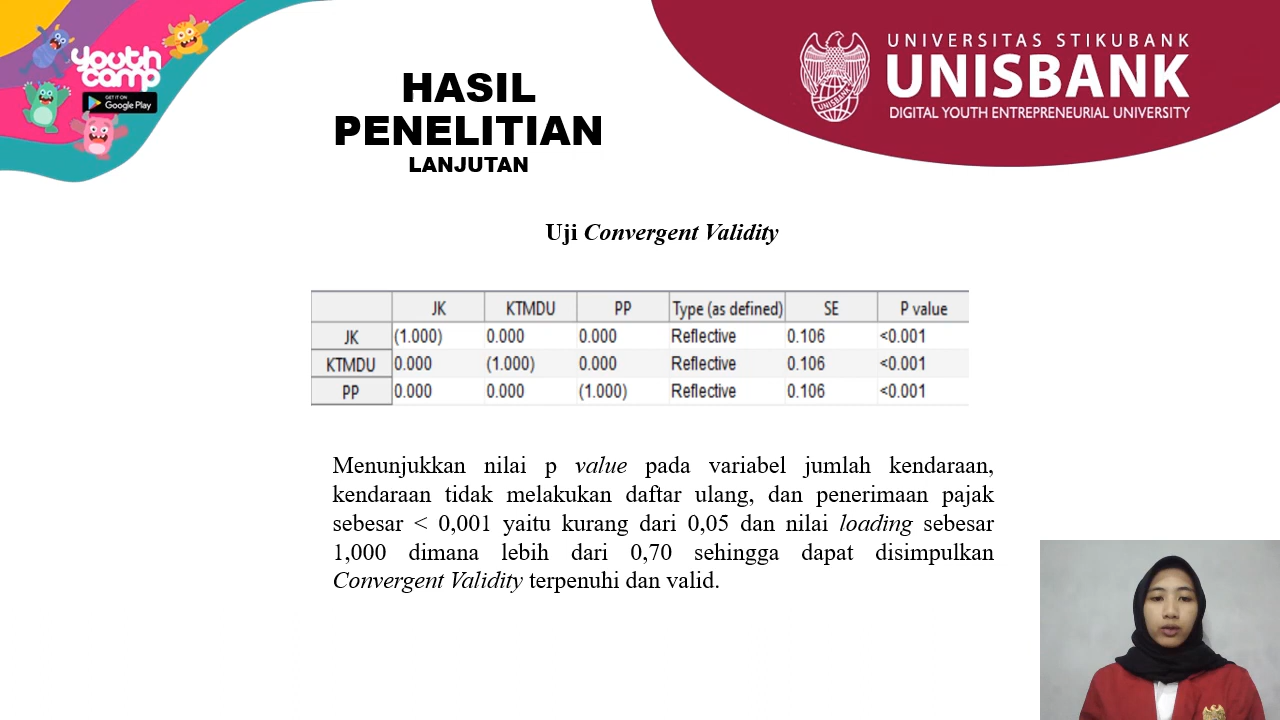 youth
camp
GET IT ON
Google Play
HASIL
PENELITIAN
LANJUTAN
UNIVERSITAS STIKUBANK
UNISBANK
DIGITAL YOUTH ENTREPRENEURIAL UNIVERSITY
UNISBANK
Uji Convergent Validity
JK KTMDU PP Type (as defined) SE P value
JK (1.000) 0.000 0.000 Reflective 0.106 <0.001
KTMDU 0.000 (1.000) 0.000 Reflective 0.106 <0.001
PP 0.000 0.000 (1.000) Reflective 0.106 <0.001
Menunjukkan nilai p value pada variabel jumlah kendaraan,
kendaraan tidak melakukan daftar ulang, dan penerimaan pajak
sebesar < 0,001 yaitu kurang dari 0,05 dan nilai loading sebesar
1,000 dimana lebih dari 0,70 sehingga dapat disimpulkan
Convergent Validity terpenuhi dan valid.